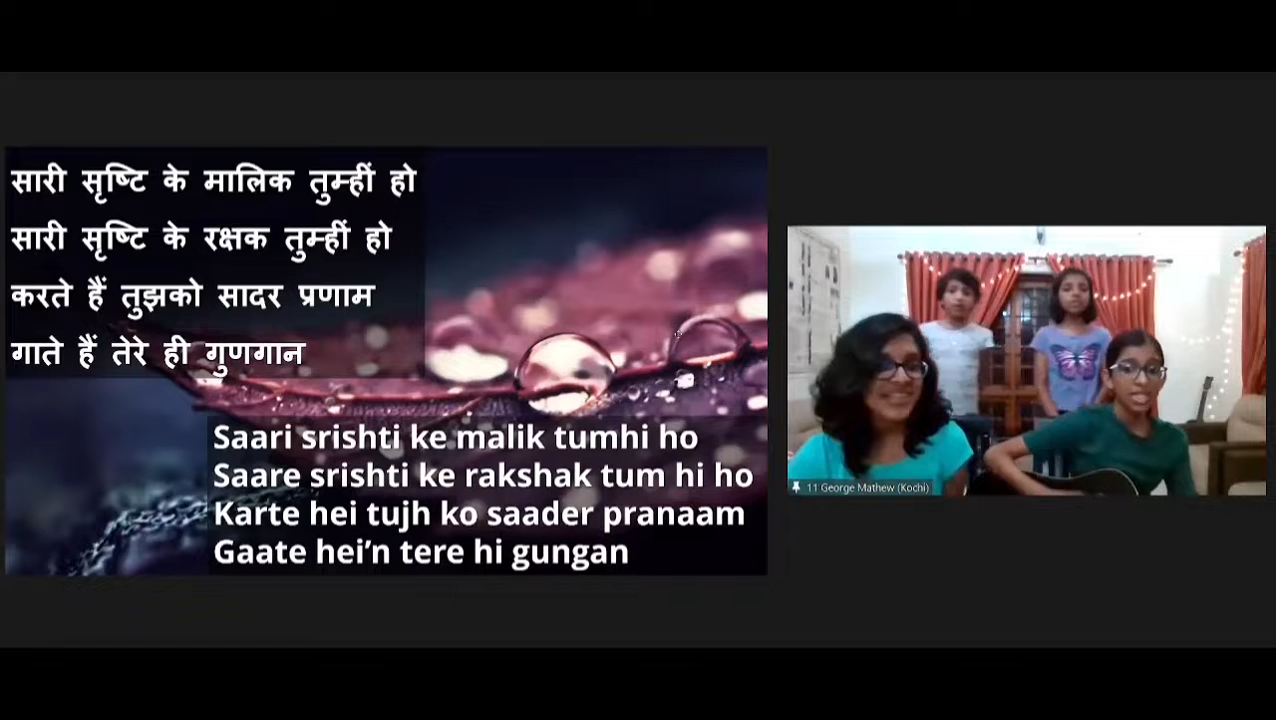 सारी सृष्टि के मालिक तुम्हीं हो
सारी सृष्टि के रक्षक तुम्हीं हो
करते हैं तुझको सादर प्रणाम
गाते हैं तेरे ही गुणगान
Saari srishti ke malik tumhi ho
Saare srishti ke rakshak tum hi ho
Karte hei tujh ko saader pranaam
Gaate hei’n tere hi gungan
11 George Mathew (Kochi)